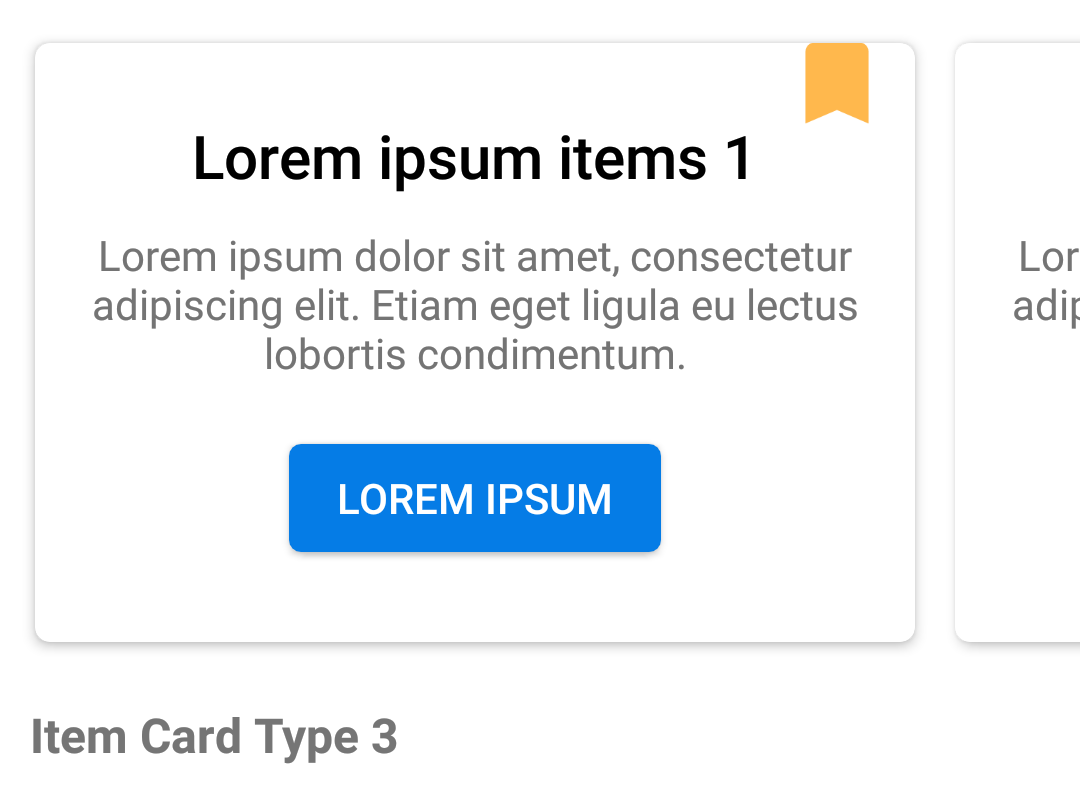 Lorem ipsum items 1
Lorem ipsum dolor sit amet, consectetur
adipiscing elit. Etiam eget ligula eu lectus
lobortis condimentum.
LOREM IPSUM
Item Card Type 3